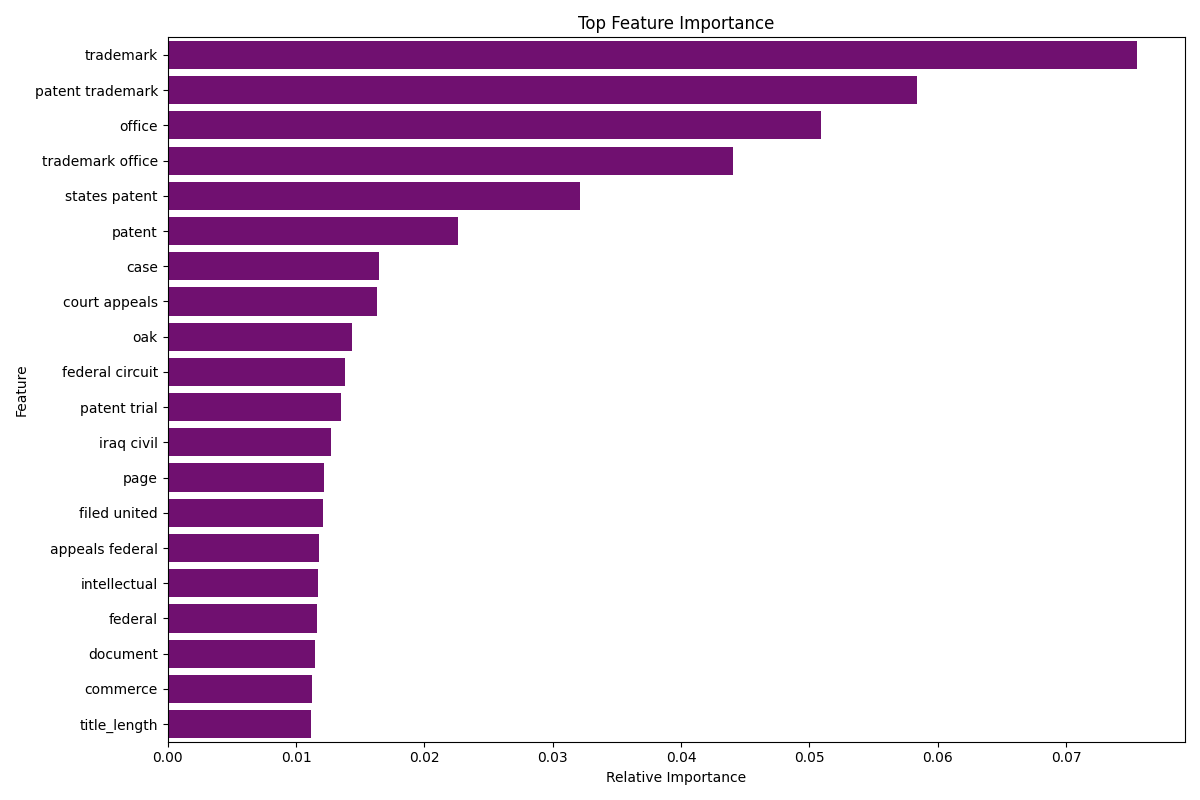 Top Feature Importance
trademark
patent trademark
office
trademark office
states patent
patent
case
court appeals
oak
federal circuit
patent trial
iraq civil
page
filed united
appeals federal
intellectual
federal
document
commerce
title_length
Feature
0.00 0.01 0.02 0.03 0.04 0.05 0.06 0.07
Relative Importance